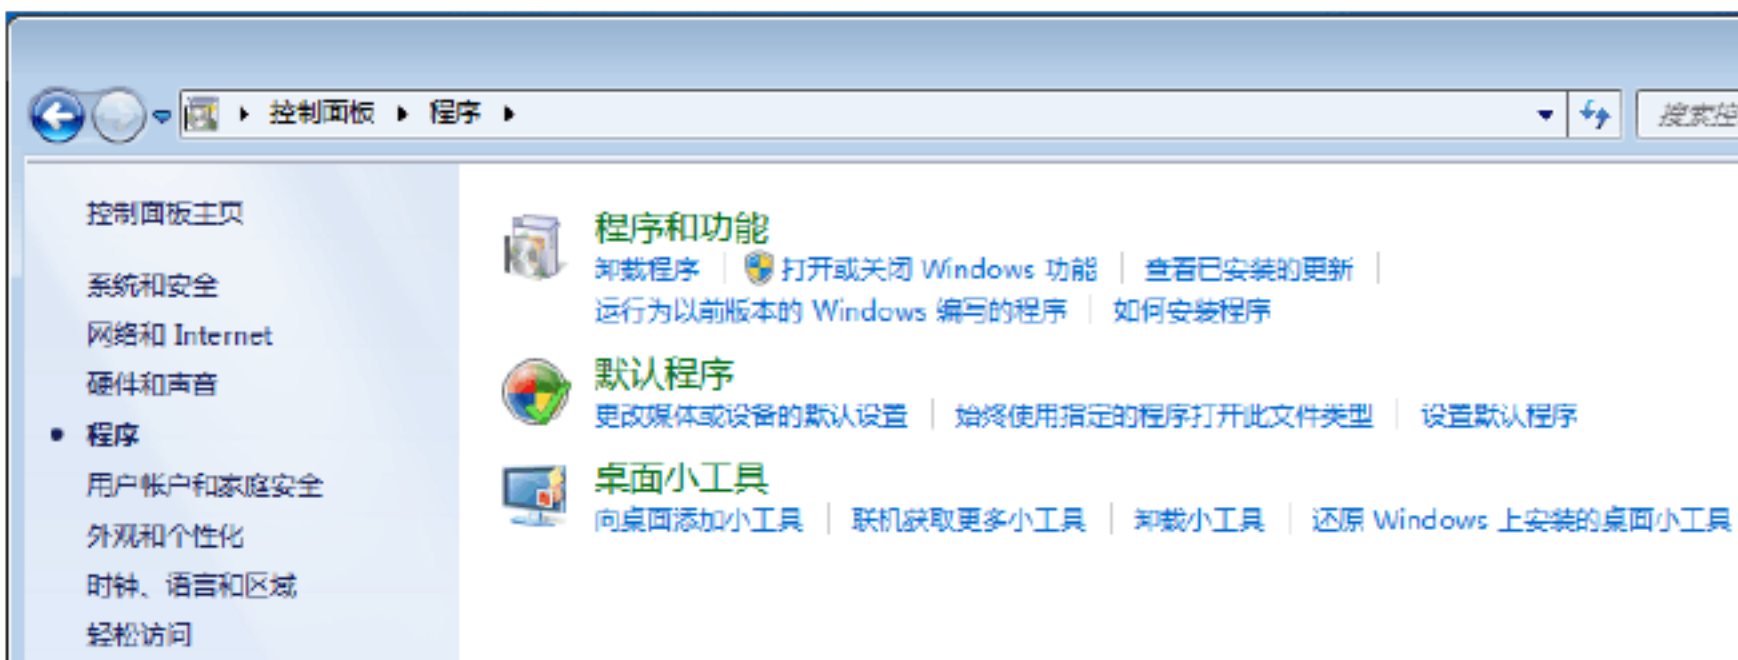 控制面板 程序
搜索控
控制面板主页
系统和安全
网络和 Internet
硬件和声音
程序
用户帐户和家庭安全
外观和个性化
时钟、语言和区域
轻松访问
程序和功能
卸载程序 打开或关闭 Windows 功能 查看已安装的更新
运行为以前版本的 Windows 编写的程序 如何安装程序
默认程序
更改媒体或设备的默认设置 始终使用指定的程序打开此文件类型 设置默认程序
桌面小工具
向桌面添加小工具 联机获取更多小工具 卸载小工具 还原 Windows 上安装的桌面小工具